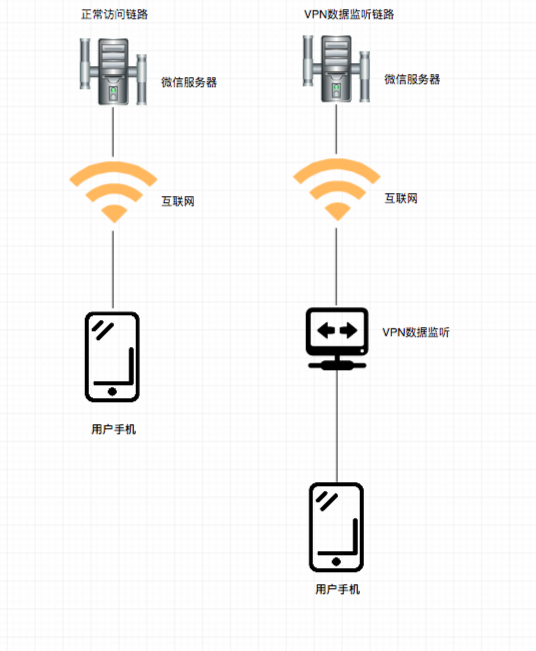 正常访问链路
VPN数据监听链路
微信服务器
微信服务器
互联网
互联网
VPN数据监听
用户手机
用户手机